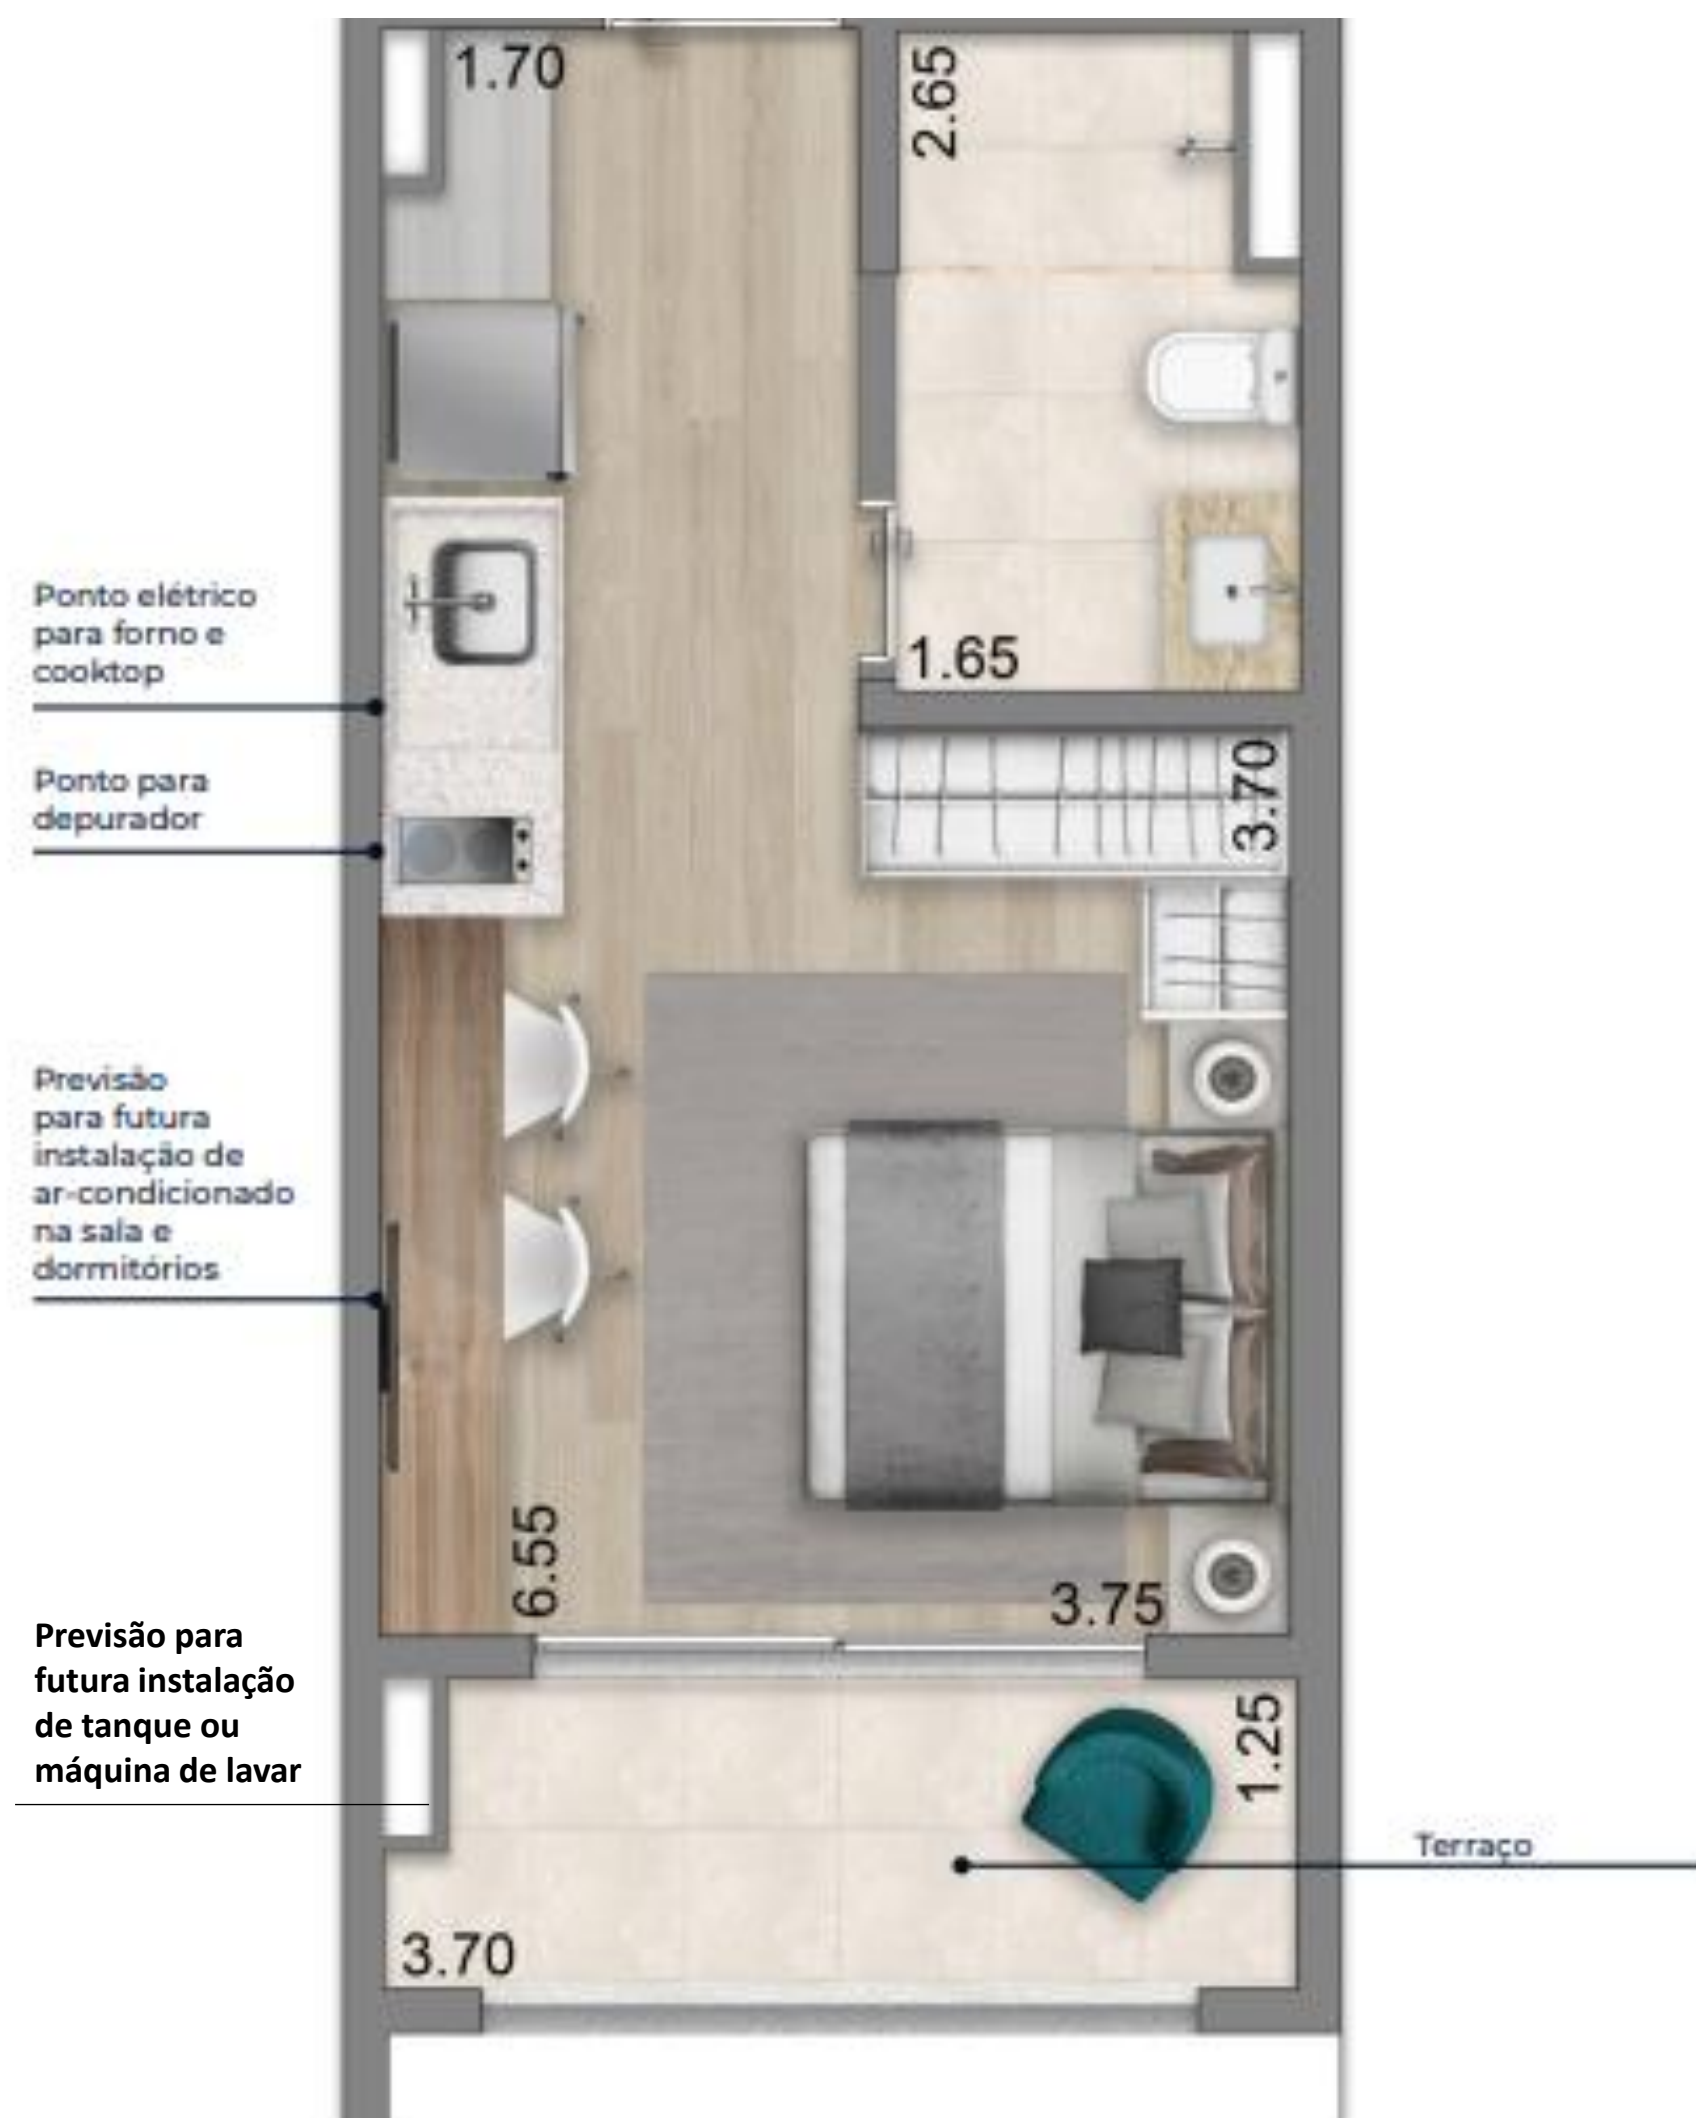 1.70
2.65
Ponto elétrico
para forno e
cooktop
1.65
Ponto para
depurador
3.70
Previsão
para futura
instalação de
ar-condicionado
na sala e
dormitórios
6.55
3.75
Previsão para
futura instalação
de tanque ou
máquina de lavar
1.25
Terraço
3.70